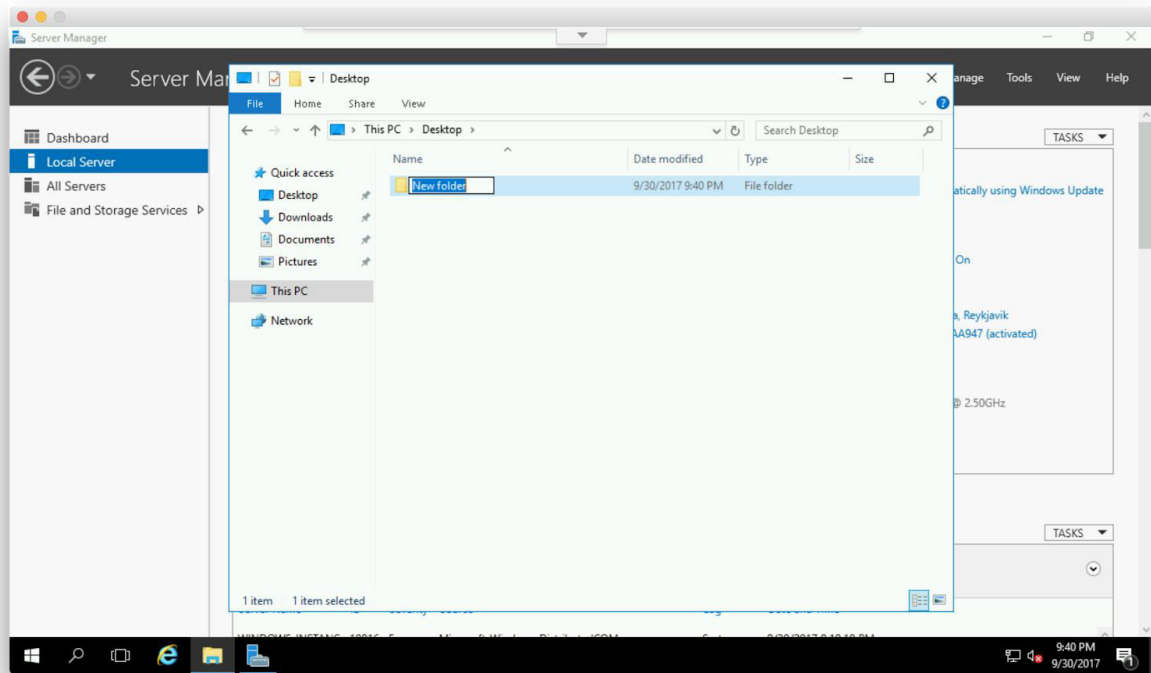 Server Manager
Server Mar
anage Tools View Help
Desktop
File Home Share View
This PC > Desktop >
Search Desktop
Dashboard
Local Server
All Servers
File and Storage Services
Quick access
Desktop
Downloads
Documents
Pictures
This PC
Network
Name Date modified Type Size
New folder 9/30/2017 9:40 PM File folder
TASKS
atically using Windows Update
On
a, Reykjavik
AA947 (activated)
@ 2.50GHz
TASKS
1 item 1 item selected
9:40 PM
9/30/2017
1